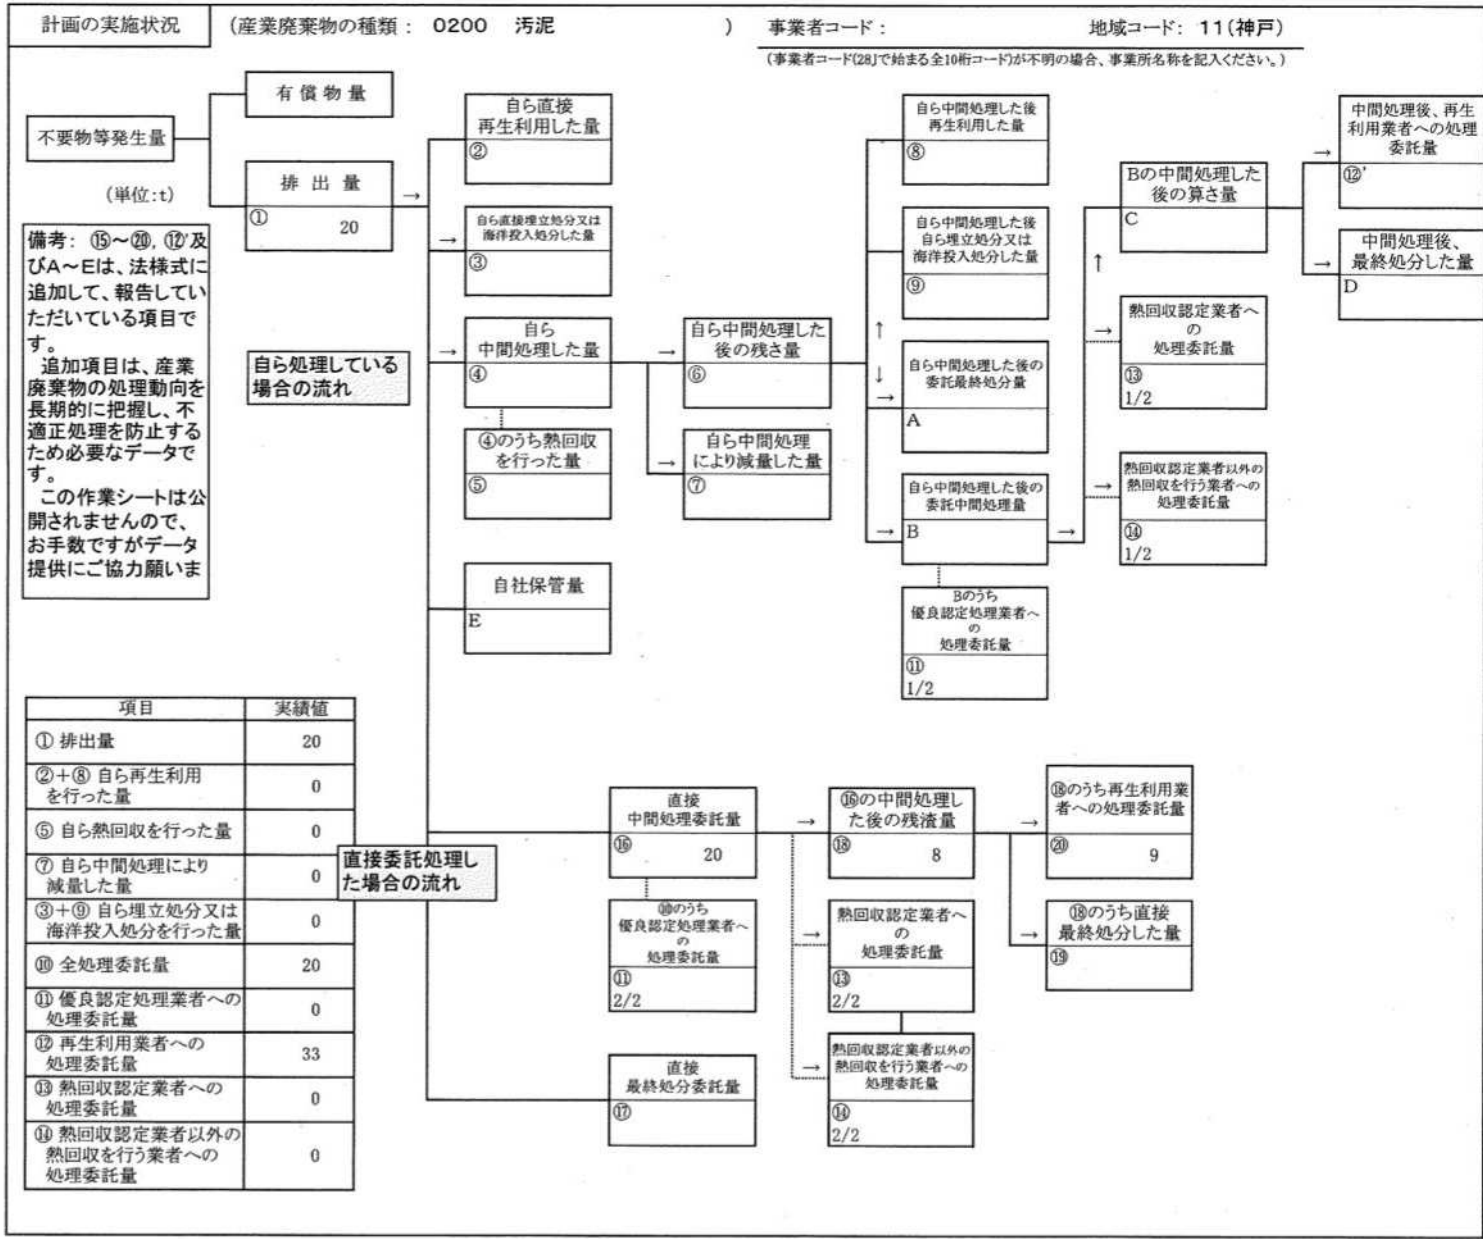 計画の実施状況
(産業廃棄物の種類： 0200 汚泥 )
事業者コード： 地域コード： 11(神戸)
(事業者コード(28｣で始まる全10桁コード)が不明の場合、事業所名称を記入ください。)
不要物等発生量
(単位：t)
有償物量
排出量
→
① 20
備考： ⑮～⑳, ⑫'及
びA～Eは、法様式に
追加して、報告してい
ただいている項目で
す。
追加項目は、産業
廃棄物の処理動向を
長期的に把握し、不
適正処理を防止する
ため必要なデータで
す。
この作業シートは公
開されませんので、
お手数ですがデータ
提供にご協力願いま
自ら処理している
場合の流れ
自ら直接
再生利用した量
②
→
自ら直接埋立処分又は
海洋投入処分した量
③
→
自ら
中間処理した量
④
④のうち熱回収
を行った量
⑤
自社保管量
E
→
自ら中間処理した
後の残さ量
⑥
→
自ら中間処理
により減量した量
⑦
自ら中間処理した後
再生利用した量
⑧
自ら中間処理した後
自ら埋立処分又は
海洋投入処分した量
⑨
↑
↓
→
自ら中間処理した後の
委託最終処分量
A
自ら中間処理した後の
委託中間処理量
→
B
→
Bのうち
優良認定処理業者へ
の
処理委託量
⑪
1/2
Bの中間処理した
後の算さ量
C
↑
→
熱回収認定業者へ
の
処理委託量
⑬
1/2
→
熱回収認定業者以外の
熱回収を行う業者への
処理委託量
⑭
1/2
→
中間処理後、再生
利用業者への処理
委託量
⑫'
→
中間処理後、
最終処分した量
D
項目 実績値
① 排出量 20
②＋⑧ 自ら再生利用
を行った量 0
⑤ 自ら熱回収を行った量 0
⑦ 自ら中間処理により
減量した量 0
③＋⑨ 自ら埋立処分又は
海洋投入処分を行った量 0
⑩ 全処理委託量 20
⑪ 優良認定処理業者への
処理委託量 0
⑫ 再生利用業者への
処理委託量 33
⑬ 熱回収認定業者への
処理委託量 0
⑭ 熱回収認定業者以外の
熱回収を行う業者への
処理委託量 0
直接委託処理し
た場合の流れ
直接
中間処理委託量
⑯ 20
⑩のうち
優良認定処理業者へ
の
処理委託量
⑪
2/2
直接
最終処分委託量
⑰
→
⑯の中間処理し
た後の残渣量
⑱ 8
→
熱回収認定業者へ
の
処理委託量
⑬
2/2
→
熱回収認定業者以外の
熱回収を行う業者への
処理委託量
⑭
2/2
→
⑱のうち再生利用業
者への処理委託量
⑳ 9
→
⑱のうち直接
最終処分した量
⑲